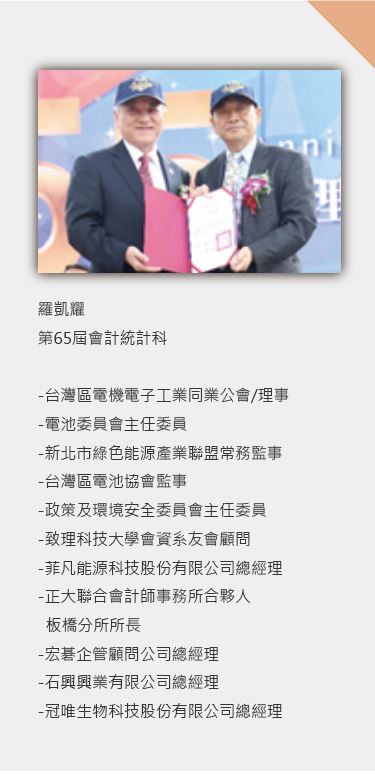 nni
理
羅凱耀
第65屆會計統計科
-台灣區電機電子工業同業公會/理事
-電池委員會主任委員
-新北市綠色能源產業聯盟常務監事
-台灣區電池協會監事
-政策及環境安全委員會主任委員
-致理科技大學會資系友會顧問
-菲凡能源科技股份有限公司總經理
-正大聯合會計師事務所合夥人
板橋分所所長
-宏碁企管顧問公司總經理
-石興興業有限公司總經理
-冠唯生物科技股份有限公司總經理